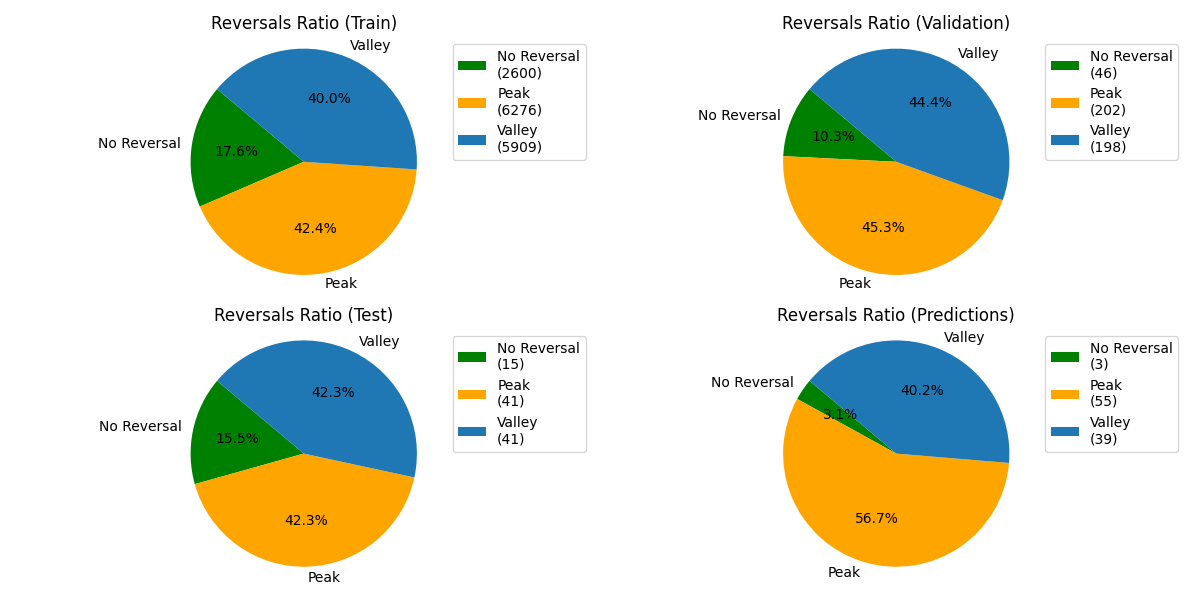 Reversals Ratio (Train)
Valley
40.0%
No Reversal
17.6%
42.4%
Peak
No Reversal
(2600)
Peak
(6276)
Valley
(5909)
Reversals Ratio (Validation)
Valley
44.4%
No Reversal
10.3%
45.3%
Peak
No Reversal
(46)
Peak
(202)
Valley
(198)
Reversals Ratio (Test)
Valley
42.3%
No Reversal
15.5%
42.3%
Peak
No Reversal
(15)
Peak
(41)
Valley
(41)
Reversals Ratio (Predictions)
Valley
40.2%
No Reversal
3.1%
56.7%
Peak
No Reversal
(3)
Peak
(55)
Valley
(39)